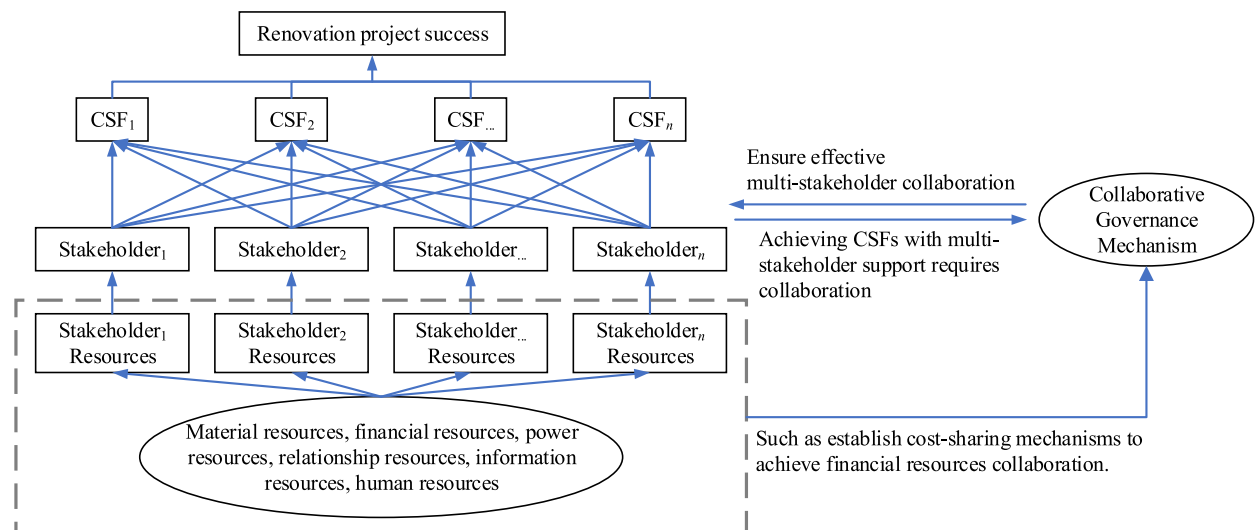 Renovation project success
CSF₁ CSF₂ CSF... CSFₙ
Ensure effective
multi-stakeholder collaboration
Collaborative
Governance
Mechanism
Achieving CSFs with multi-
stakeholder support requires
collaboration
Stakeholder₁ Stakeholder₂ Stakeholder... Stakeholderₙ
Stakeholder₁
Resources
Stakeholder₂
Resources
Stakeholder...
Resources
Stakeholderₙ
Resources
Material resources, financial resources, power
resources, relationship resources, information
resources, human resources
Such as establish cost-sharing mechanisms to
achieve financial resources collaboration.